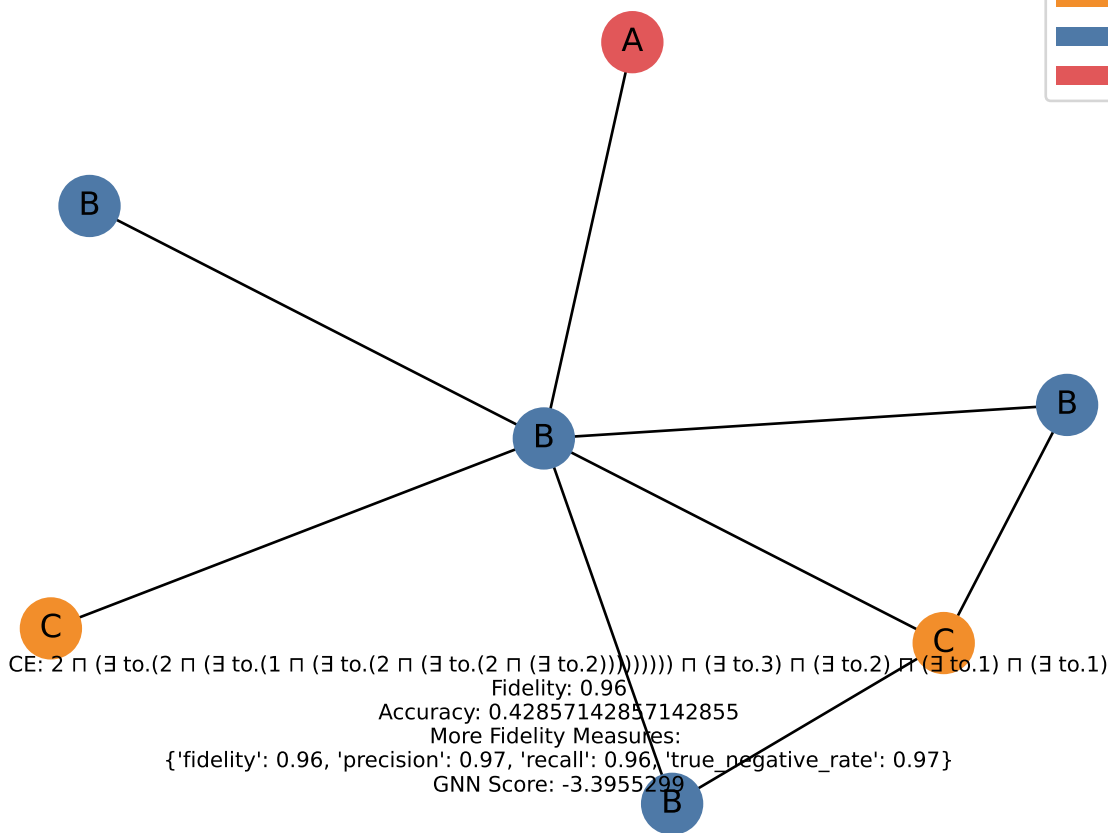 A
B
B
B
C
C
CE: 2 ⊓ (∃ to.(2 ⊓ (∃ to.(1 ⊓ (∃ to.(2 ⊓ (∃ to.(2 ⊓ (∃ to.2))))))))) ⊓ (∃ to.3) ⊓ (∃ to.2) ⊓ (∃ to.1) ⊓ (∃ to.1)
Fidelity: 0.96
Accuracy: 0.42857142857142855
More Fidelity Measures:
{'fidelity': 0.96, 'precision': 0.97, 'recall': 0.96, 'true_negative_rate': 0.97}
GNN Score: -3.3955299
B